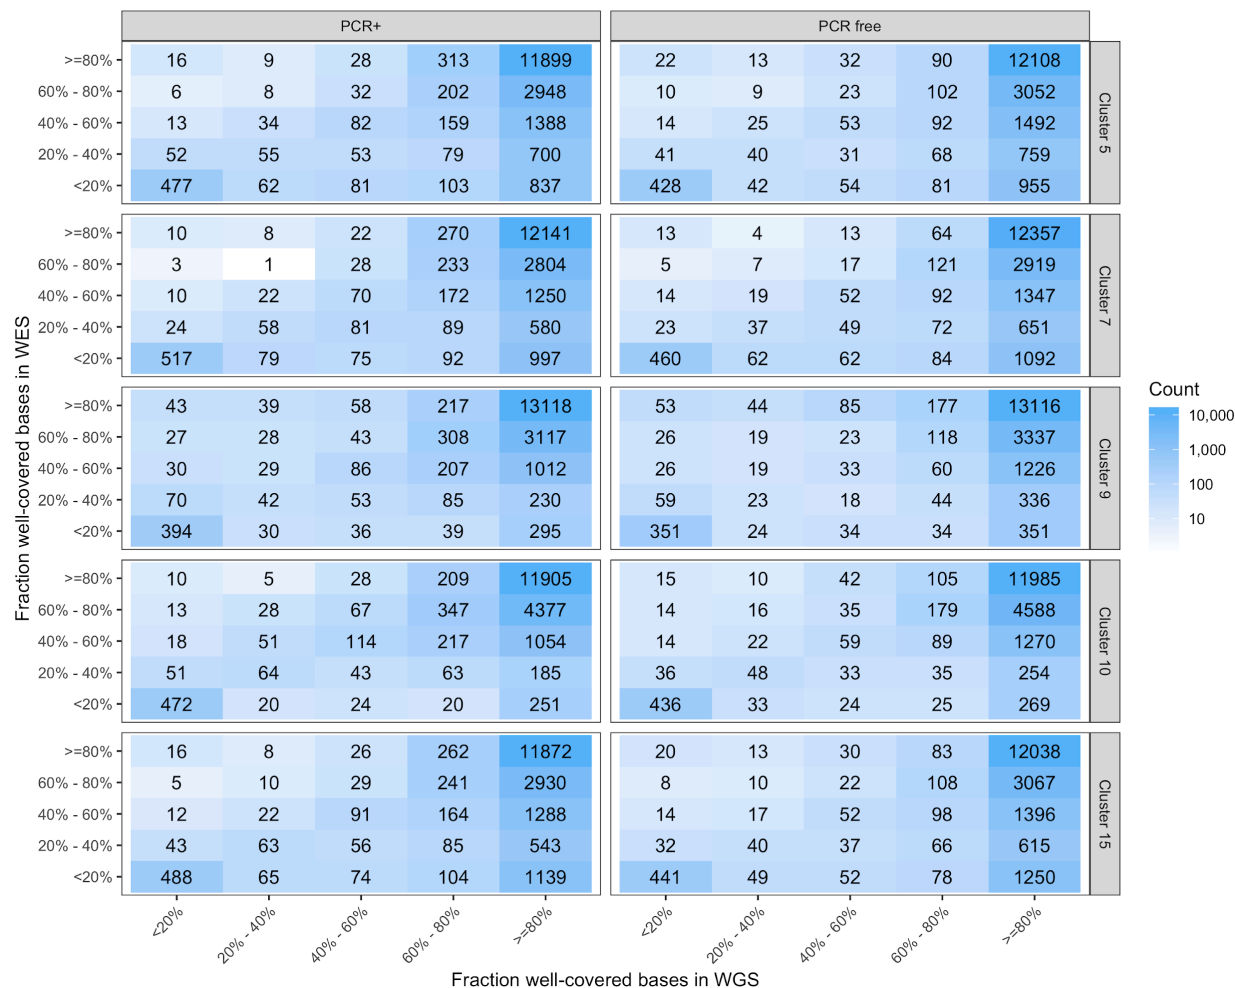 PCR+ PCR free
>=80% 16 9 28 313 11899 22 13 32 90 12108
60% - 80% 6 8 32 202 2948 10 9 23 102 3052
40% - 60% 13 34 82 159 1388 14 25 53 92 1492
20% - 40% 52 55 53 79 700 41 40 31 68 759
<20% 477 62 81 103 837 428 42 54 81 955
Cluster 5
>=80% 10 8 22 270 12141 13 4 13 64 12357
60% - 80% 3 1 28 233 2804 5 7 17 121 2919
40% - 60% 10 22 70 172 1250 14 19 52 92 1347
20% - 40% 24 58 81 89 580 23 37 49 72 651
<20% 517 79 75 92 997 460 62 62 84 1092
Cluster 7
>=80% 43 39 58 217 13118 53 44 85 177 13116
60% - 80% 27 28 43 308 3117 26 19 23 118 3337
40% - 60% 30 29 86 207 1012 26 19 33 60 1226
20% - 40% 70 42 53 85 230 59 23 18 44 336
<20% 394 30 36 39 295 351 24 34 34 351
Cluster 9
>=80% 10 5 28 209 11905 15 10 42 105 11985
60% - 80% 13 28 67 347 4377 14 16 35 179 4588
40% - 60% 18 51 114 217 1054 14 22 59 89 1270
20% - 40% 51 64 43 63 185 36 48 33 35 254
<20% 472 20 24 20 251 436 33 24 25 269
Cluster 10
>=80% 16 8 26 262 11872 20 13 30 83 12038
60% - 80% 5 10 29 241 2930 8 10 22 108 3067
40% - 60% 12 22 91 164 1288 14 17 52 98 1396
20% - 40% 43 63 56 85 543 32 40 37 66 615
<20% 488 65 74 104 1139 441 49 52 78 1250
Cluster 15
<20% 20% - 40% 40% - 60% 60% - 80% >=80% <20% 20% - 40% 40% - 60% 60% - 80% >=80%
Fraction well-covered bases in WGS
Fraction well-covered bases in WES
Count
10,000
1,000
100
10